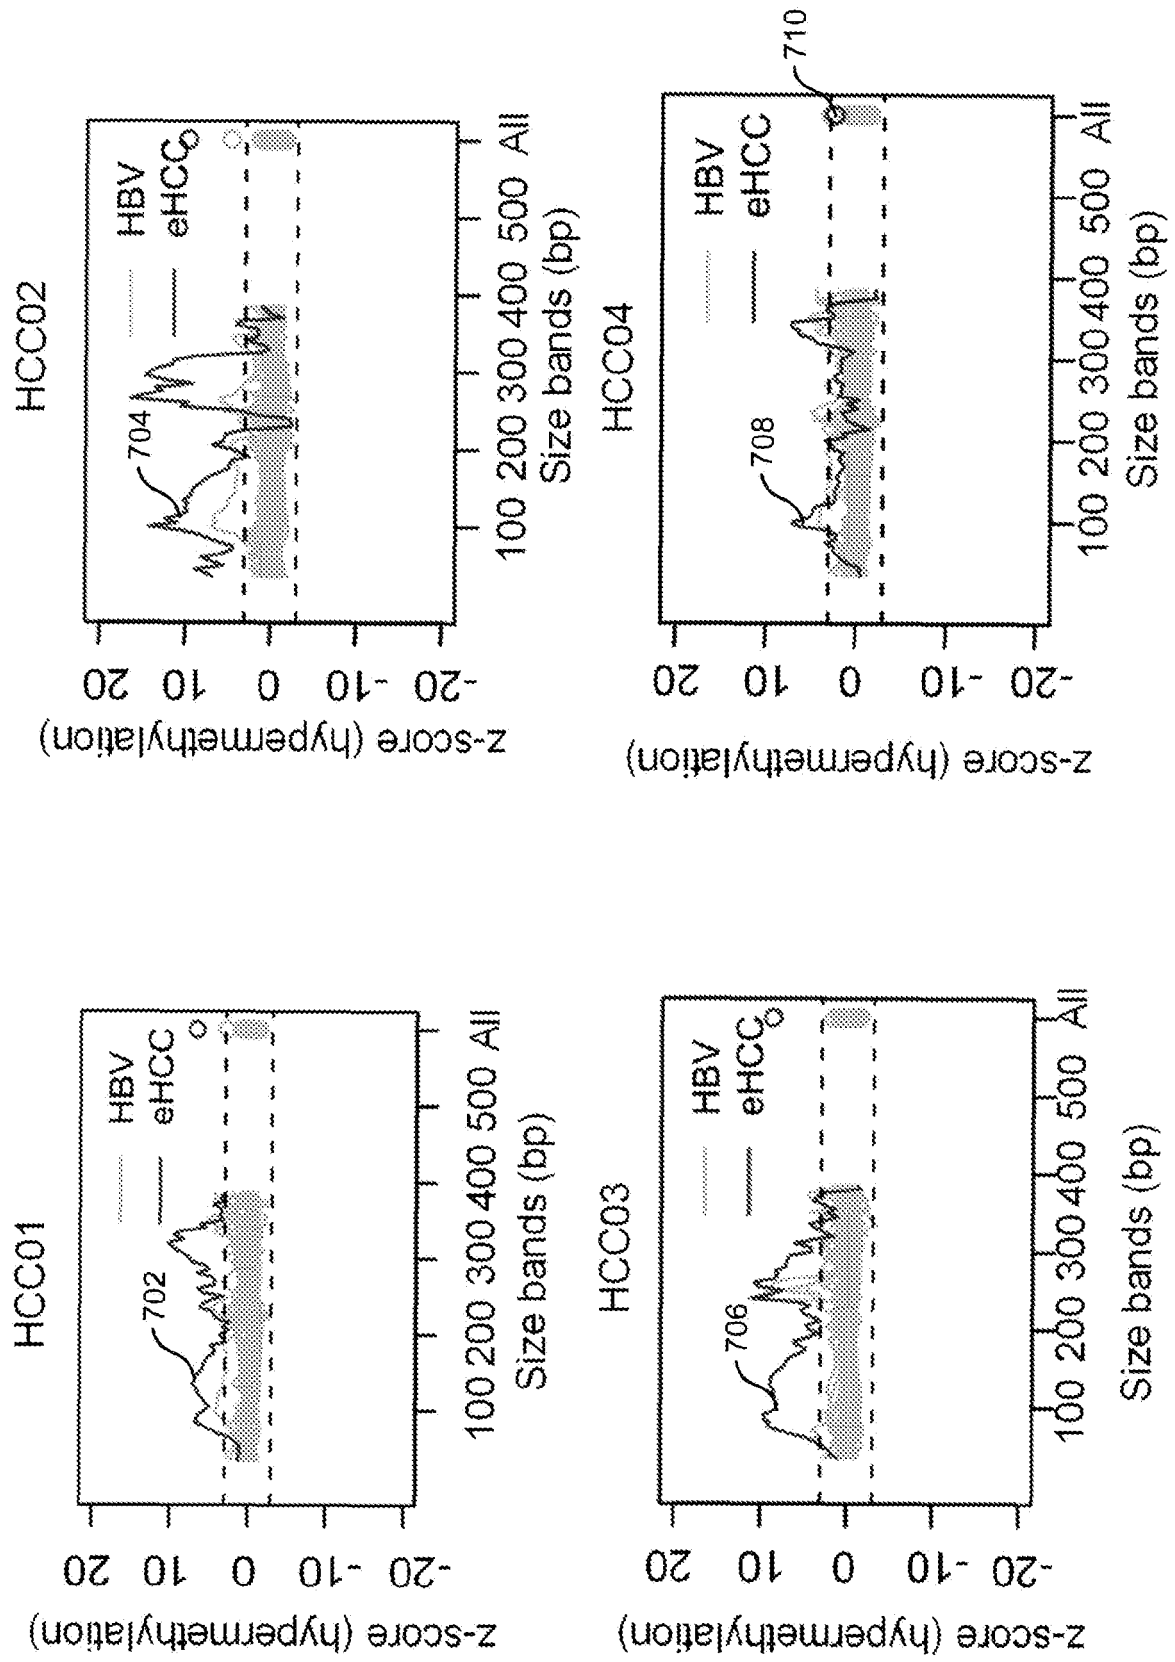 HCC01
z-score (hypermethylation)
20
10
0
-10
-20
702
HBV
eHCC
100 200 300 400 500 All
Size bands (bp)
HCC02
z-score (hypermethylation)
20
10
0
-10
-20
704
HBV
eHCC
100 200 300 400 500 All
Size bands (bp)
HCC03
z-score (hypermethylation)
20
10
0
-10
-20
706
HBV
eHCC
100 200 300 400 500 All
Size bands (bp)
HCC04
z-score (hypermethylation)
20
10
0
-10
-20
708
HBV
eHCC
710
100 200 300 400 500 All
Size bands (bp)